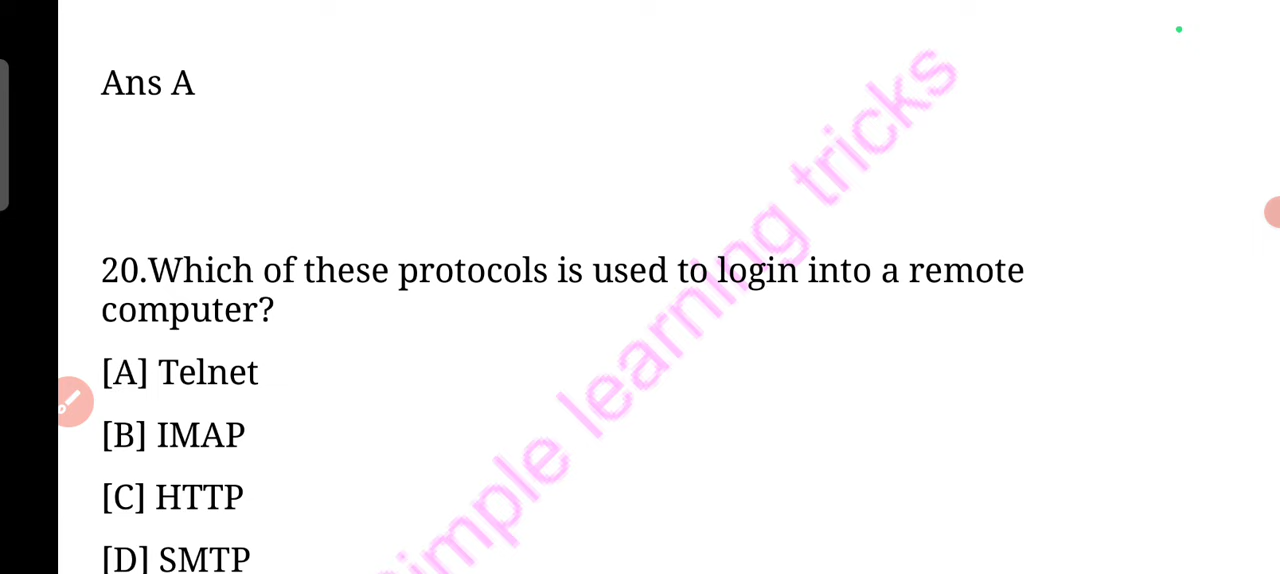 Ans A
20.Which of these protocols is used to login into a remote
computer?
[A] Telnet
[B] IMAP
[C] HTTP
[D] SMTP
simple learning tricks